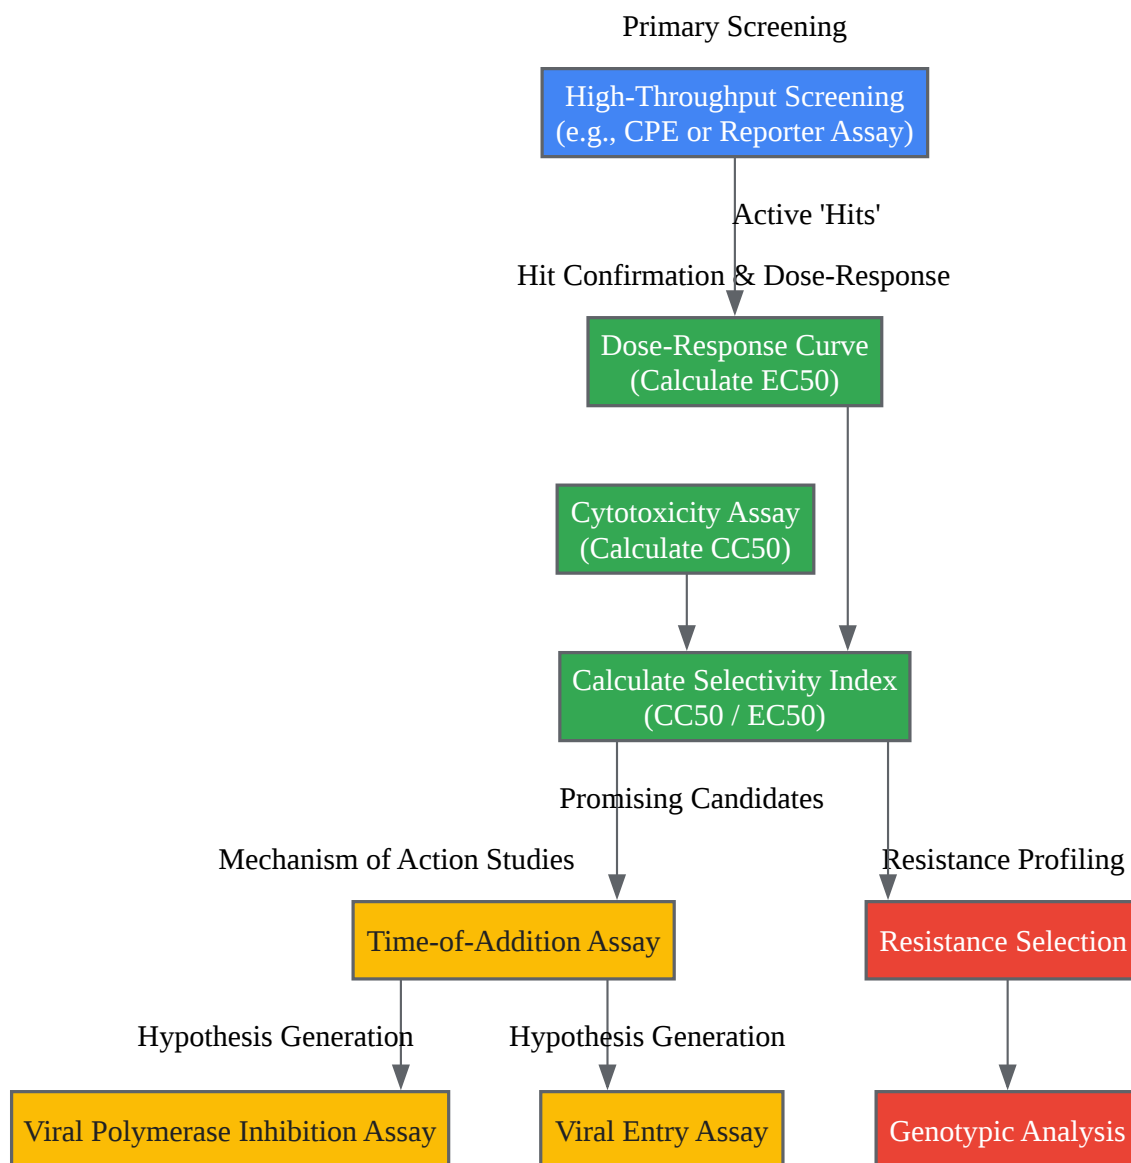 Primary Screening
High-Throughput Screening
(e.g., CPE or Reporter Assay)
Active 'Hits'
Hit Confirmation & Dose-Response
Dose-Response Curve
(Calculate EC50)
Cytotoxicity Assay
(Calculate CC50)
Calculate Selectivity Index
(CC50 / EC50)
Promising Candidates
Mechanism of Action Studies
Resistance Profiling
Time-of-Addition Assay
Resistance Selection
Hypothesis Generation
Hypothesis Generation
Viral Polymerase Inhibition Assay
Viral Entry Assay
Genotypic Analysis